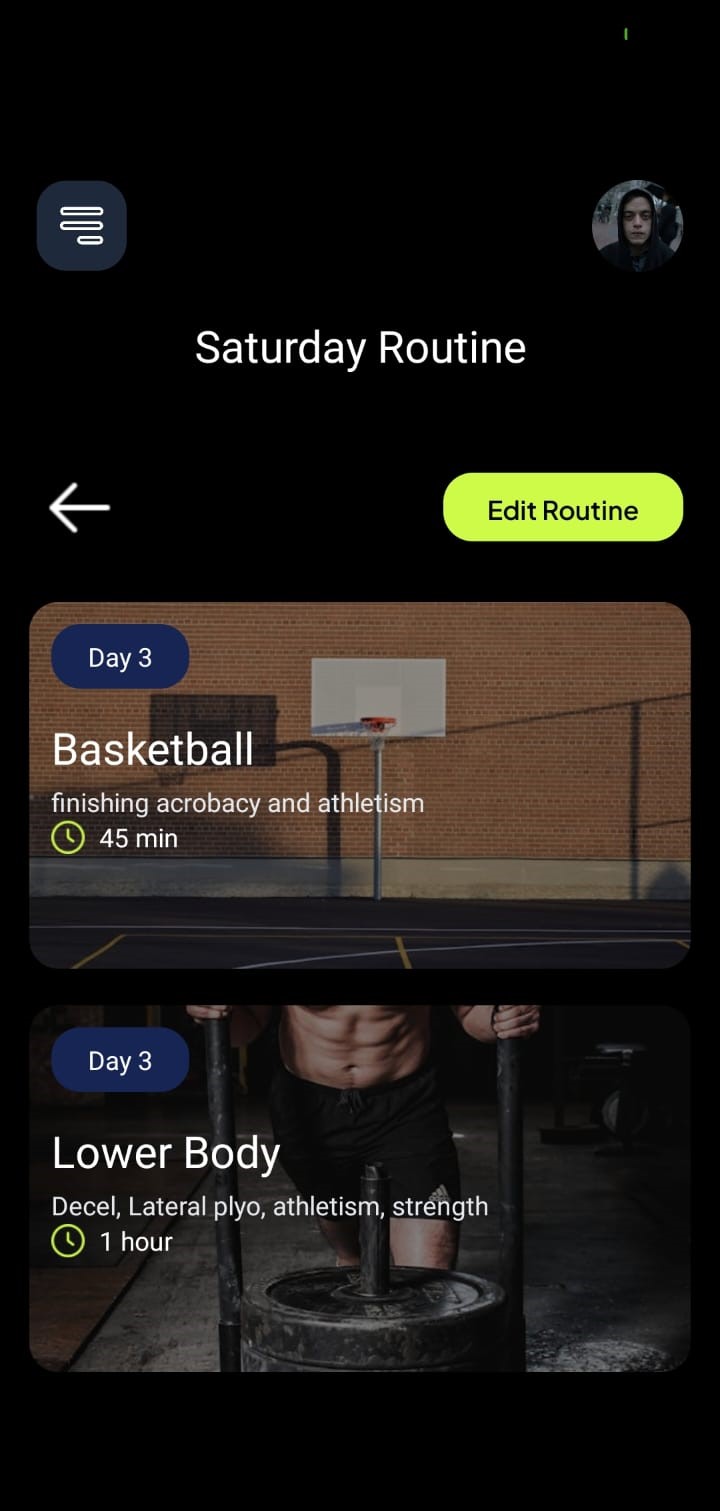 Saturday Routine
Edit Routine
Day 3
Basketball
finishing acrobacy and athletism
45 min
Day 3
Lower Body
Decel, Lateral plyo, athletism, strength
1 hour